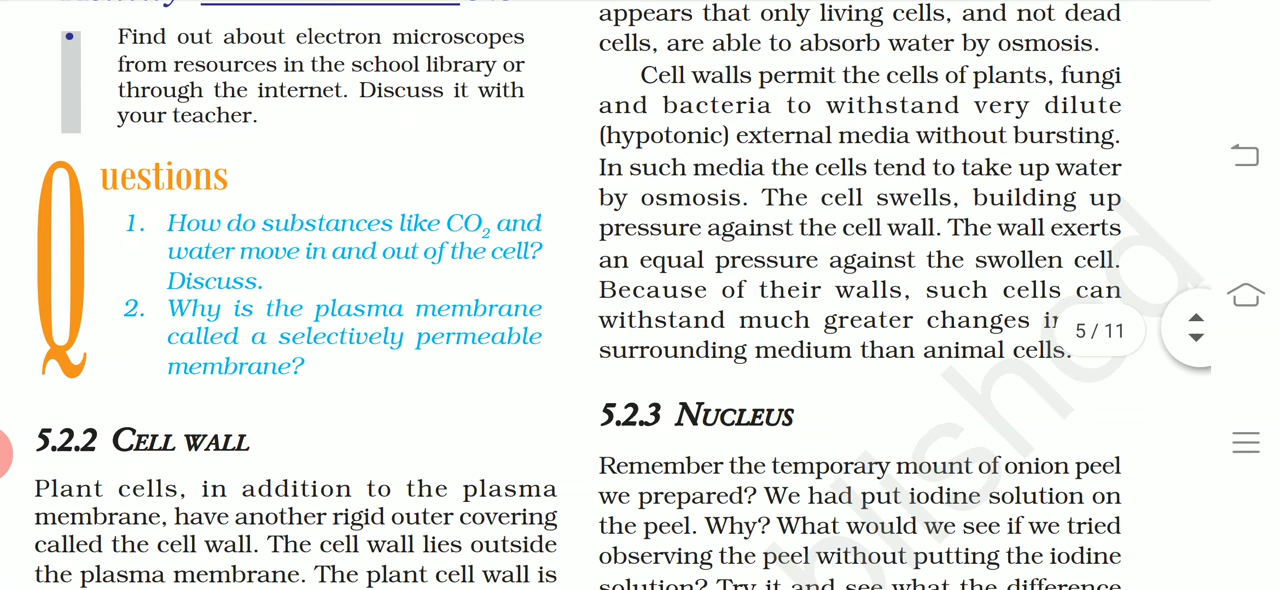 Find out about electron microscopes
from resources in the school library or
through the internet. Discuss it with
your teacher.
Questions
1. How do substances like CO₂ and
water move in and out of the cell?
Discuss.
2. Why is the plasma membrane
called a selectively permeable
membrane?
5.2.2 CELL WALL
Plant cells, in addition to the plasma
membrane, have another rigid outer covering
called the cell wall. The cell wall lies outside
the plasma membrane. The plant cell wall is
appears that only living cells, and not dead
cells, are able to absorb water by osmosis.
Cell walls permit the cells of plants, fungi
and bacteria to withstand very dilute
(hypotonic) external media without bursting.
In such media the cells tend to take up water
by osmosis. The cell swells, building up
pressure against the cell wall. The wall exerts
an equal pressure against the swollen cell.
Because of their walls, such cells can
withstand much greater changes
surrounding medium than animal cells.
5.2.3 NUCLEUS
Remember the temporary mount of onion peel
we prepared? We had put iodine solution on
the peel. Why? What would we see if we tried
observing the peel without putting the iodine
solution? Try it and see what the difference
5 / 11